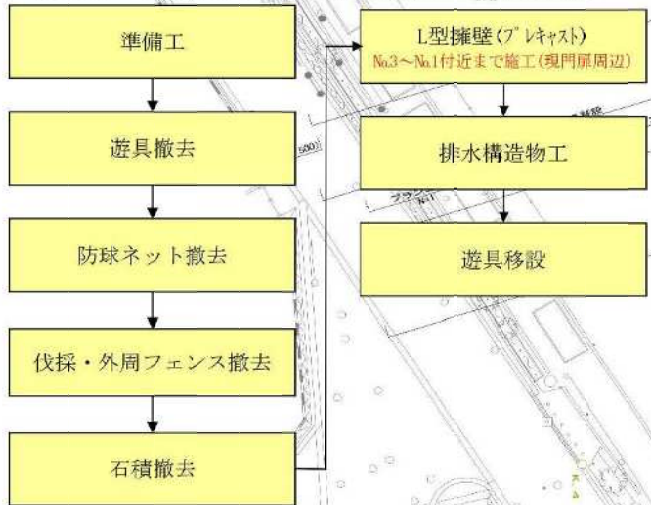 準備工
遊具撤去
防球ネット撤去
伐採・外周フェンス撤去
石積撤去
L型擁壁(プレキャスト)
No.3～No.1付近まで施工(現門扉周辺)
排水構造物工
遊具移設
500)
No.1